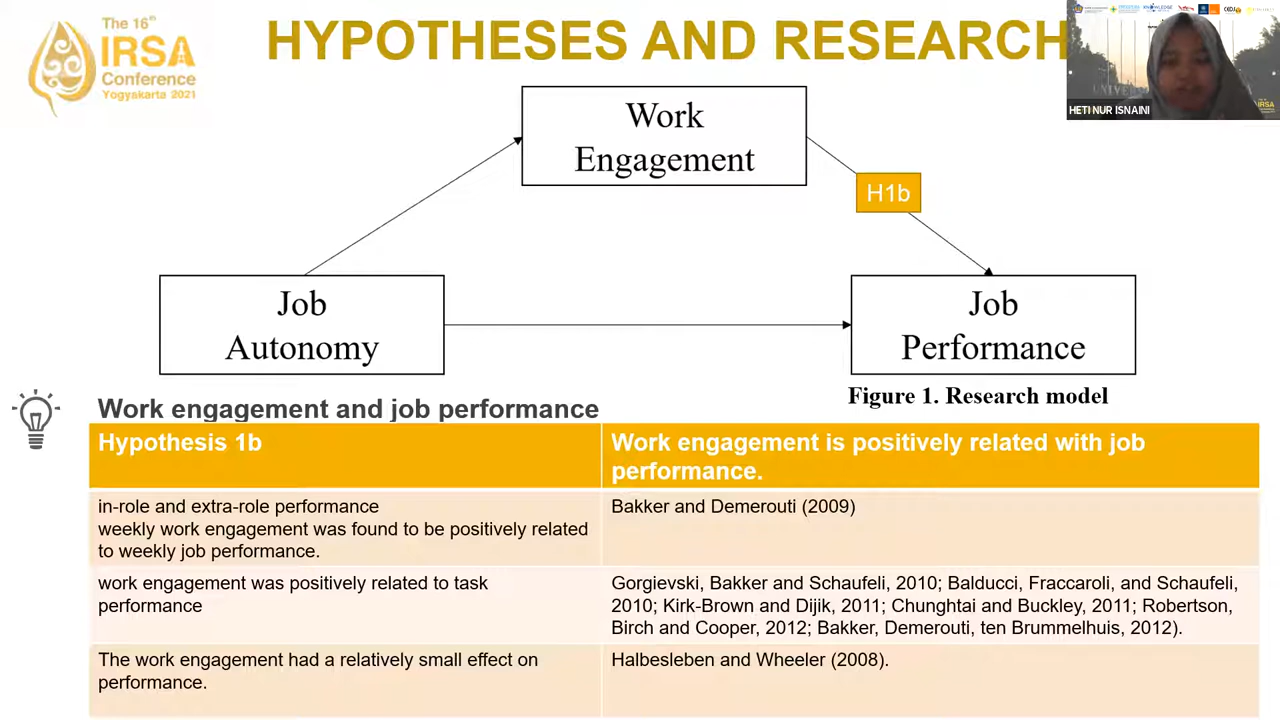 The 16th
IRSA
Conference
Yogyakarta 2021
HYPOTHESES AND RESEARCH
HETI NUR ISNAINI
Work
Engagement
H1b
Job
Autonomy
Job
Performance
Figure 1. Research model
Work engagement and job performance
Hypothesis 1b
Work engagement is positively related with job
performance.
in-role and extra-role performance
weekly work engagement was found to be positively related
to weekly job performance.
Bakker and Demerouti (2009)
work engagement was positively related to task
performance
Gorgievski, Bakker and Schaufeli, 2010; Balducci, Fraccaroli, and Schaufeli,
2010; Kirk-Brown and Dijik, 2011; Chunghtai and Buckley, 2011; Robertson,
Birch and Cooper, 2012; Bakker, Demerouti, ten Brummelhuis, 2012).
The work engagement had a relatively small effect on
performance.
Halbesleben and Wheeler (2008).